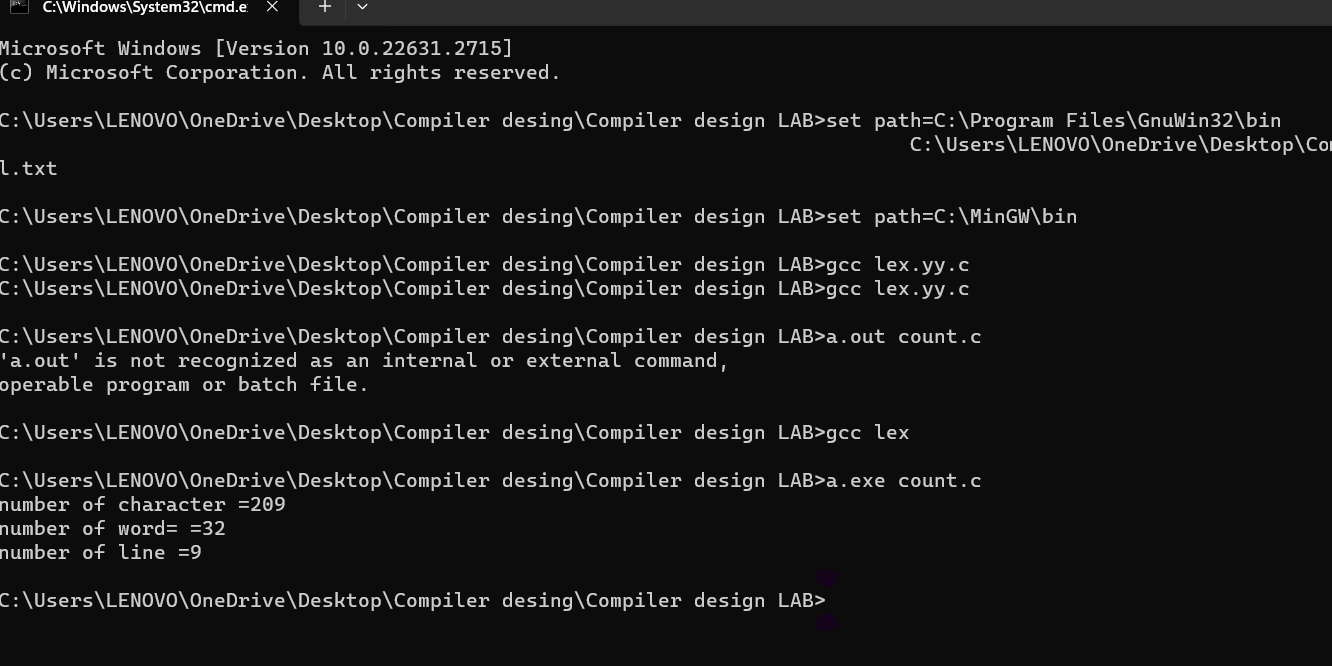 C:\Windows\System32\cmd.e
Microsoft Windows [Version 10.0.22631.2715]
(c) Microsoft Corporation. All rights reserved.
C:\Users\LENOVO\OneDrive\Desktop\Compiler desing\Compiler design LAB>set path=C:\Program Files\GnuWin32\bin
C:\Users\LENOVO\OneDrive\Desktop\Com
l.txt
C:\Users\LENOVO\OneDrive\Desktop\Compiler desing\Compiler design LAB>set path=C:\MinGW\bin
C:\Users\LENOVO\OneDrive\Desktop\Compiler desing\Compiler design LAB>gcc lex.yy.c
C:\Users\LENOVO\OneDrive\Desktop\Compiler desing\Compiler design LAB>gcc lex.yy.c
C:\Users\LENOVO\OneDrive\Desktop\Compiler desing\Compiler design LAB>a.out count.c
'a.out' is not recognized as an internal or external command,
operable program or batch file.
C:\Users\LENOVO\OneDrive\Desktop\Compiler desing\Compiler design LAB>gcc lex
C:\Users\LENOVO\OneDrive\Desktop\Compiler desing\Compiler design LAB>a.exe count.c
number of character =209
number of word= =32
number of line =9
C:\Users\LENOVO\OneDrive\Desktop\Compiler desing\Compiler design LAB>